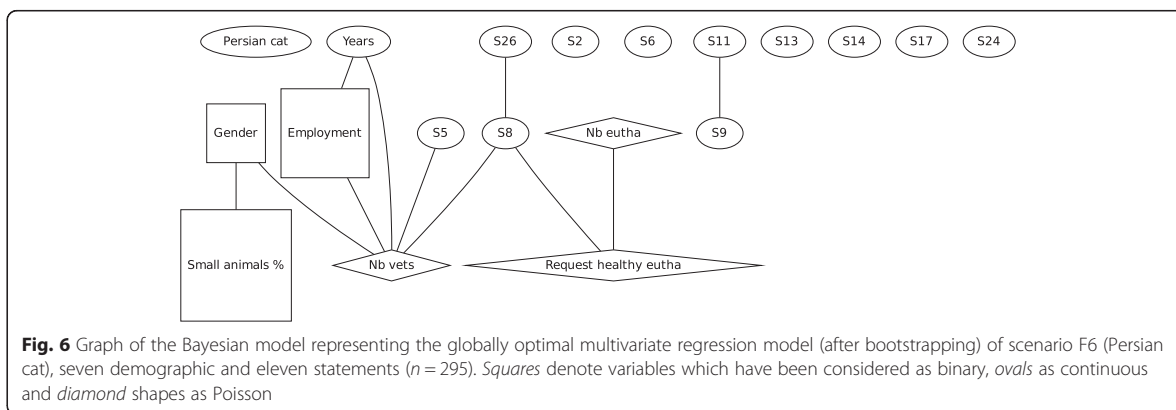 Persian cat Years S26 S2 S6 S11 S13 S14 S17 S24
Gender Employment S5 S8 Nb eutha S9
Small animals % Nb vets Request healthy eutha
Fig. 6 Graph of the Bayesian model representing the globally optimal multivariate regression model (after bootstrapping) of scenario F6 (Persian
cat), seven demographic and eleven statements (n = 295). Squares denote variables which have been considered as binary, ovals as continuous
and diamond shapes as Poisson